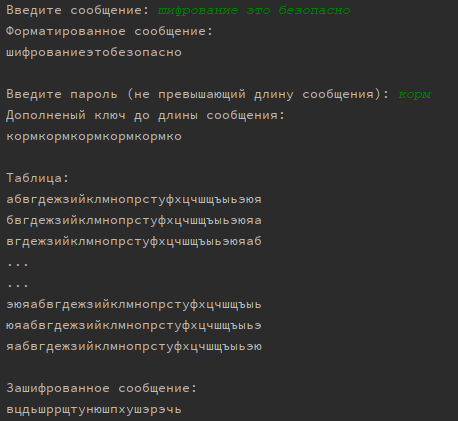 Введите сообщение: шифрование это безопасно
Форматированное сообщение:
шифрованиеэтобезопасно
Введите пароль (не превышающий длину сообщения): корм
Дополненый ключ до длины сообщения:
кормкормкормкормкормко
Таблица:
абвгдежзийклмнопрстуфхцчшщъыьэюя
бвгдежзийклмнопрстуфхцчшщъыьэюяа
вгдежзийклмнопрстуфхцчшщъыьэюяаб
...
...
эюяабвгдежзийклмнопрстуфхцчшщъыь
юяабвгдежзийклмнопрстуфхцчшщъыьэ
яабвгдежзийклмнопрстуфхцчшщъыьэю
Зашифрованное сообщение:
вцдьшррщтунюшпхушэрэчь